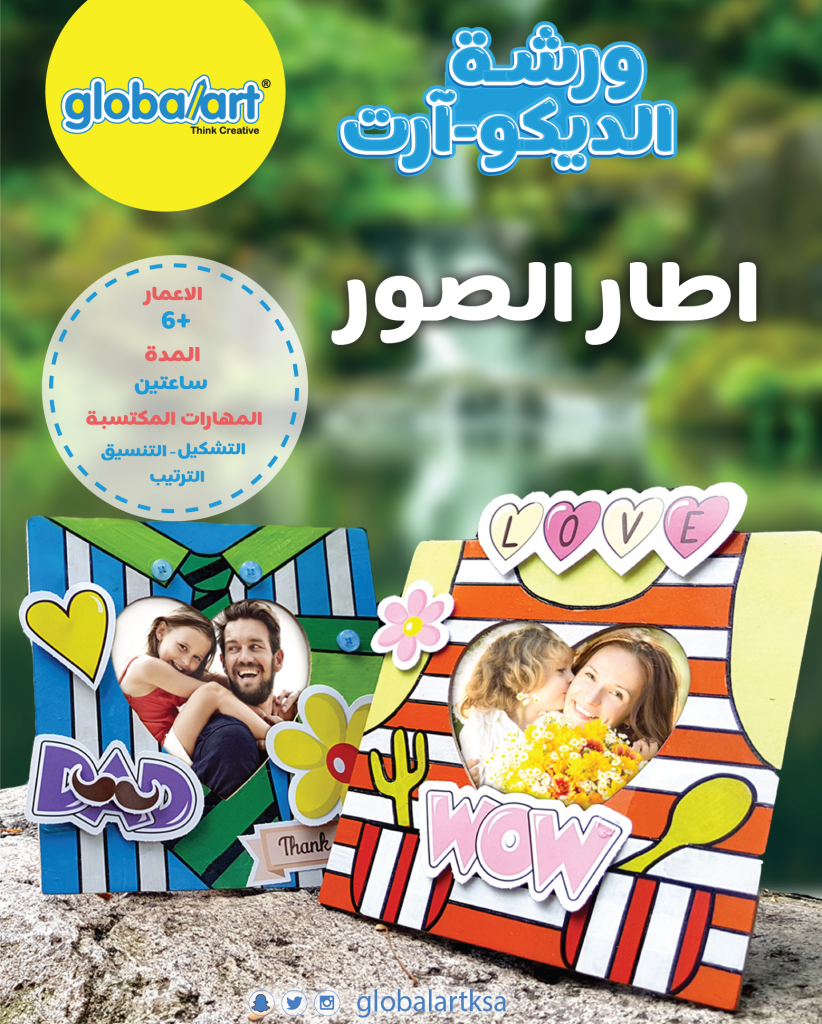 globalart®
Think Creative
ورشة
الديكو-آرت
اطار الصور
الاعمار
+6
المدة
ساعتين
المهارات المكتسبة
التشكيل - التنسيق
الترتيب
LOVE
DAD
Thank
WOW
globalartksa